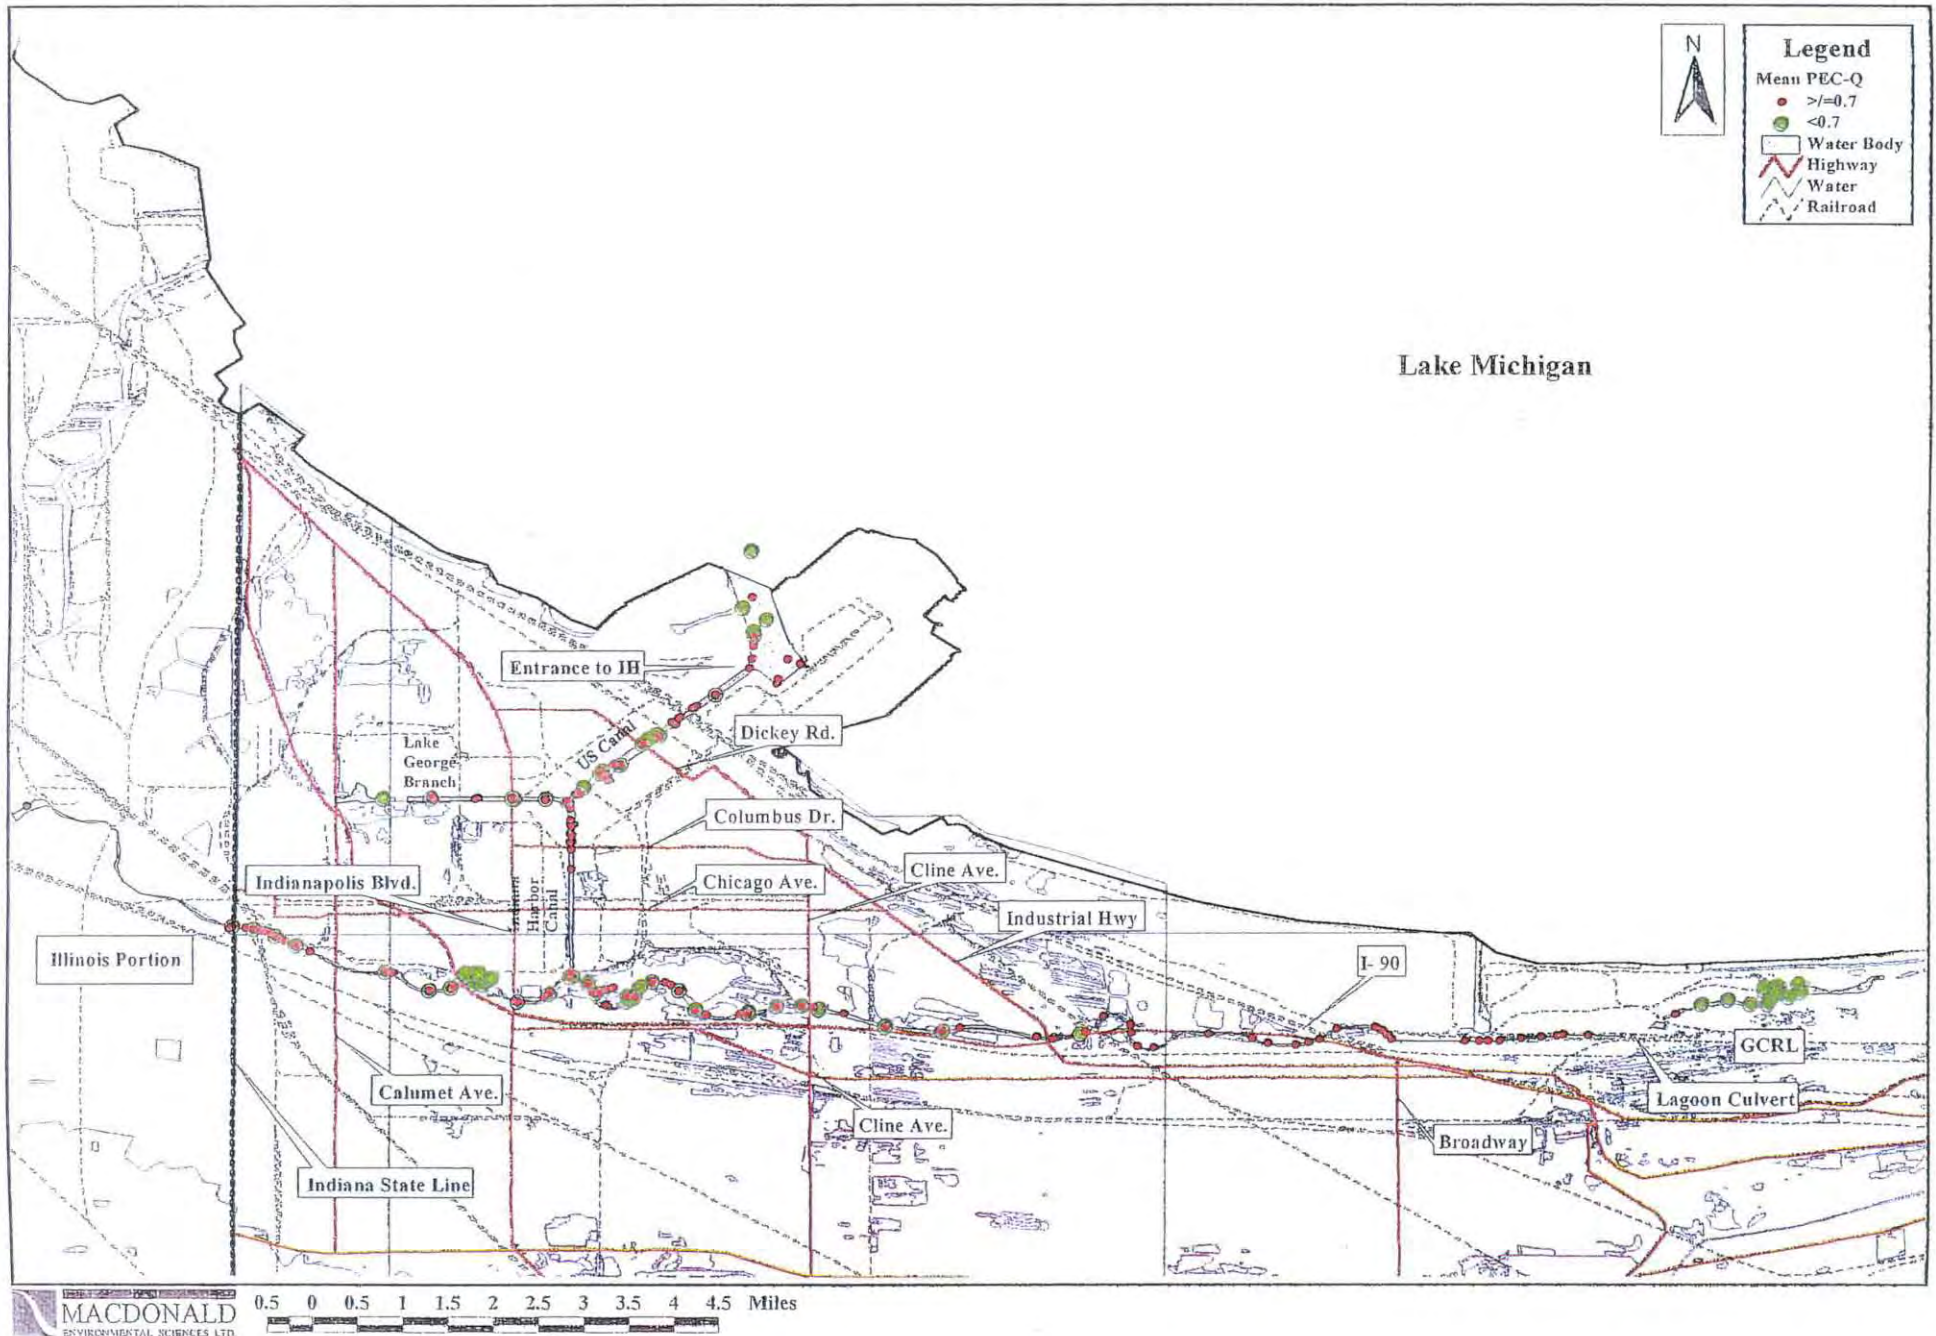 N
Legend
Mean PEC-Q
>/=0.7
<0.7
Water Body
Highway
Water
Railroad
Lake Michigan
Entrance to IH
US Canal
Dickey Rd.
Lake
George
Branch
Columbus Dr.
Cline Ave.
Indianapolis Blvd.
Chicago Ave.
Indiana
Harbor
Canal
Industrial Hwy
Illinois Portion
I-90
GCRL
Calumet Ave.
Lagoon Culvert
Cline Ave.
Broadway
Indiana State Line
MACDONALD
ENVIRONMENTAL SCIENCES LTD.
0.5 0 0.5 1 1.5 2 2.5 3 3.5 4 4.5 Miles